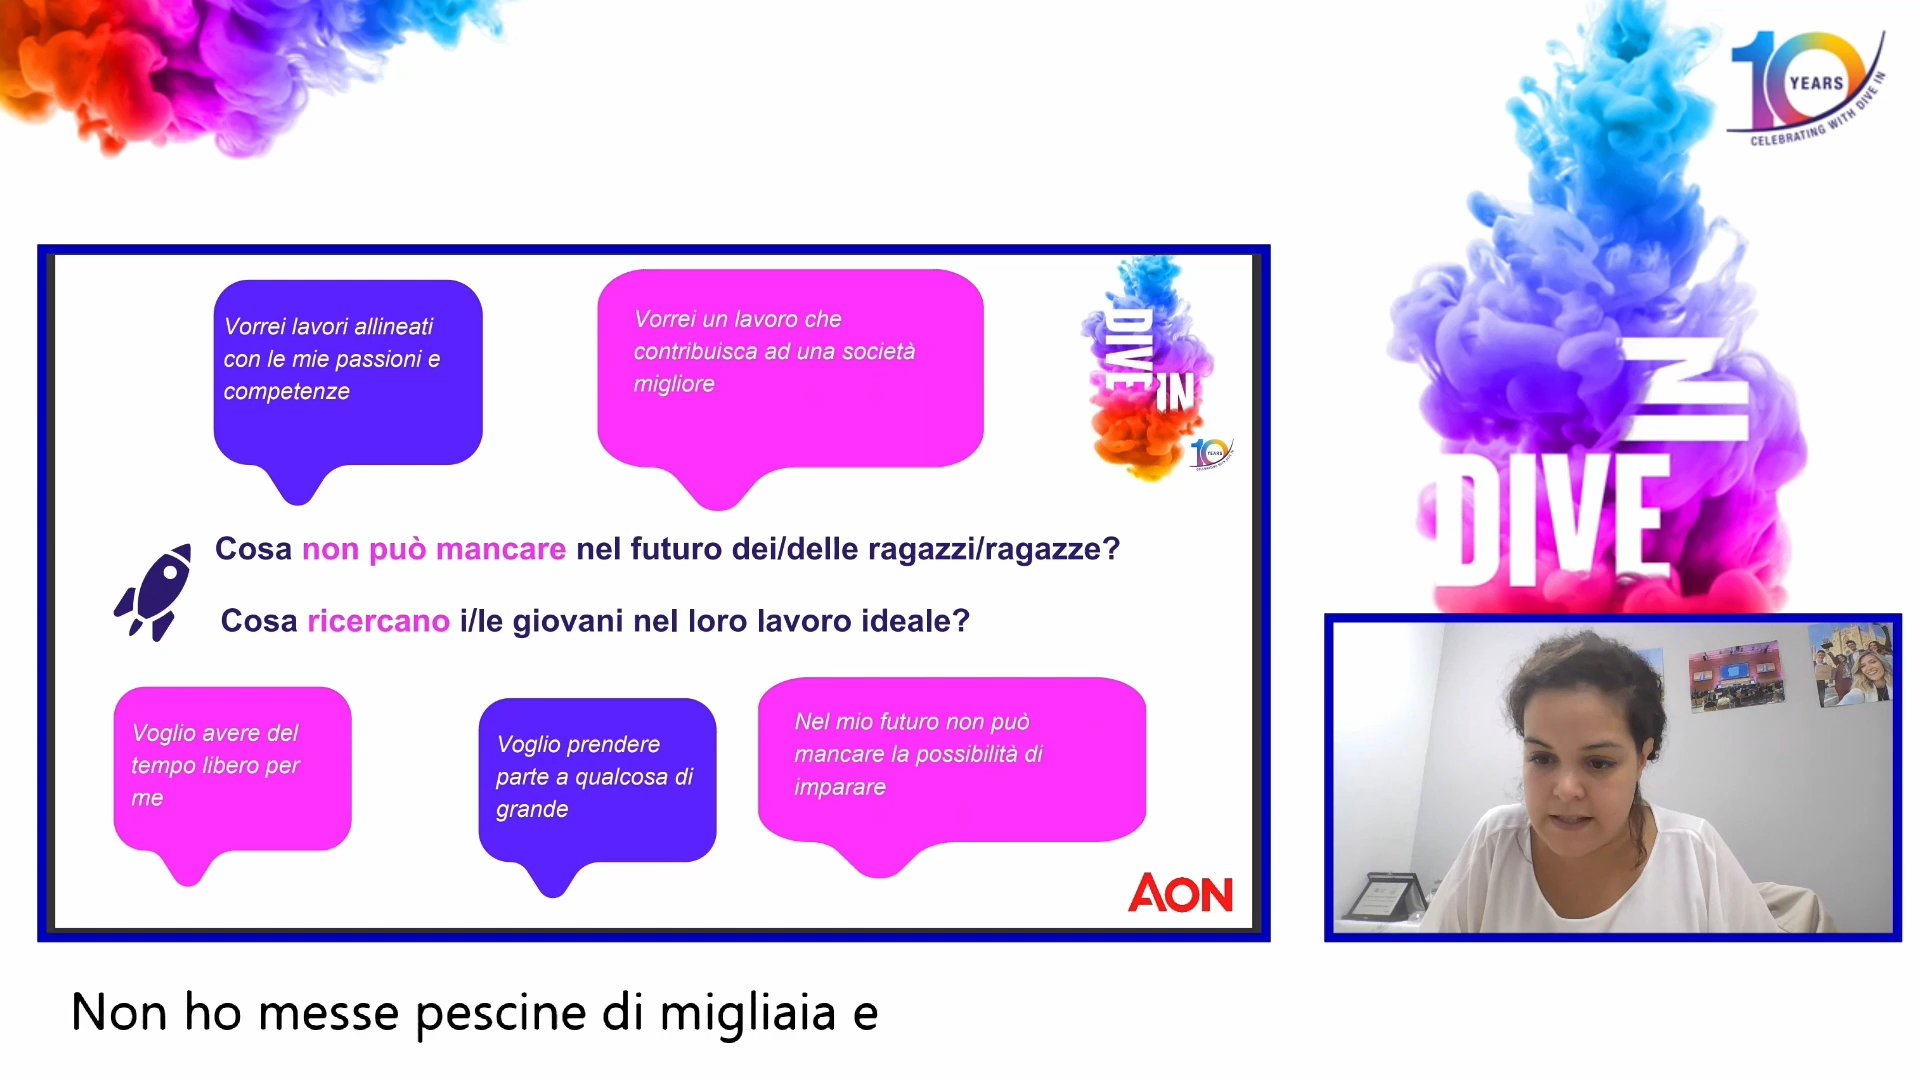 10
YEARS
CELEBRATING WITH DIVE IN
Vorrei lavori allineati
con le mie passioni e
competenze
Vorrei un lavoro che
contribuisca ad una società
migliore
DIVE
IN
10
YEARS
Cosa non può mancare nel futuro dei/delle ragazzi/ragazze?
Cosa ricercano i/le giovani nel loro lavoro ideale?
Voglio avere del
tempo libero per
me
Voglio prendere
parte a qualcosa di
grande
Nel mio futuro non può
mancare la possibilità di
imparare
AON
IN
DIVE
Non ho messe pescine di migliaia e